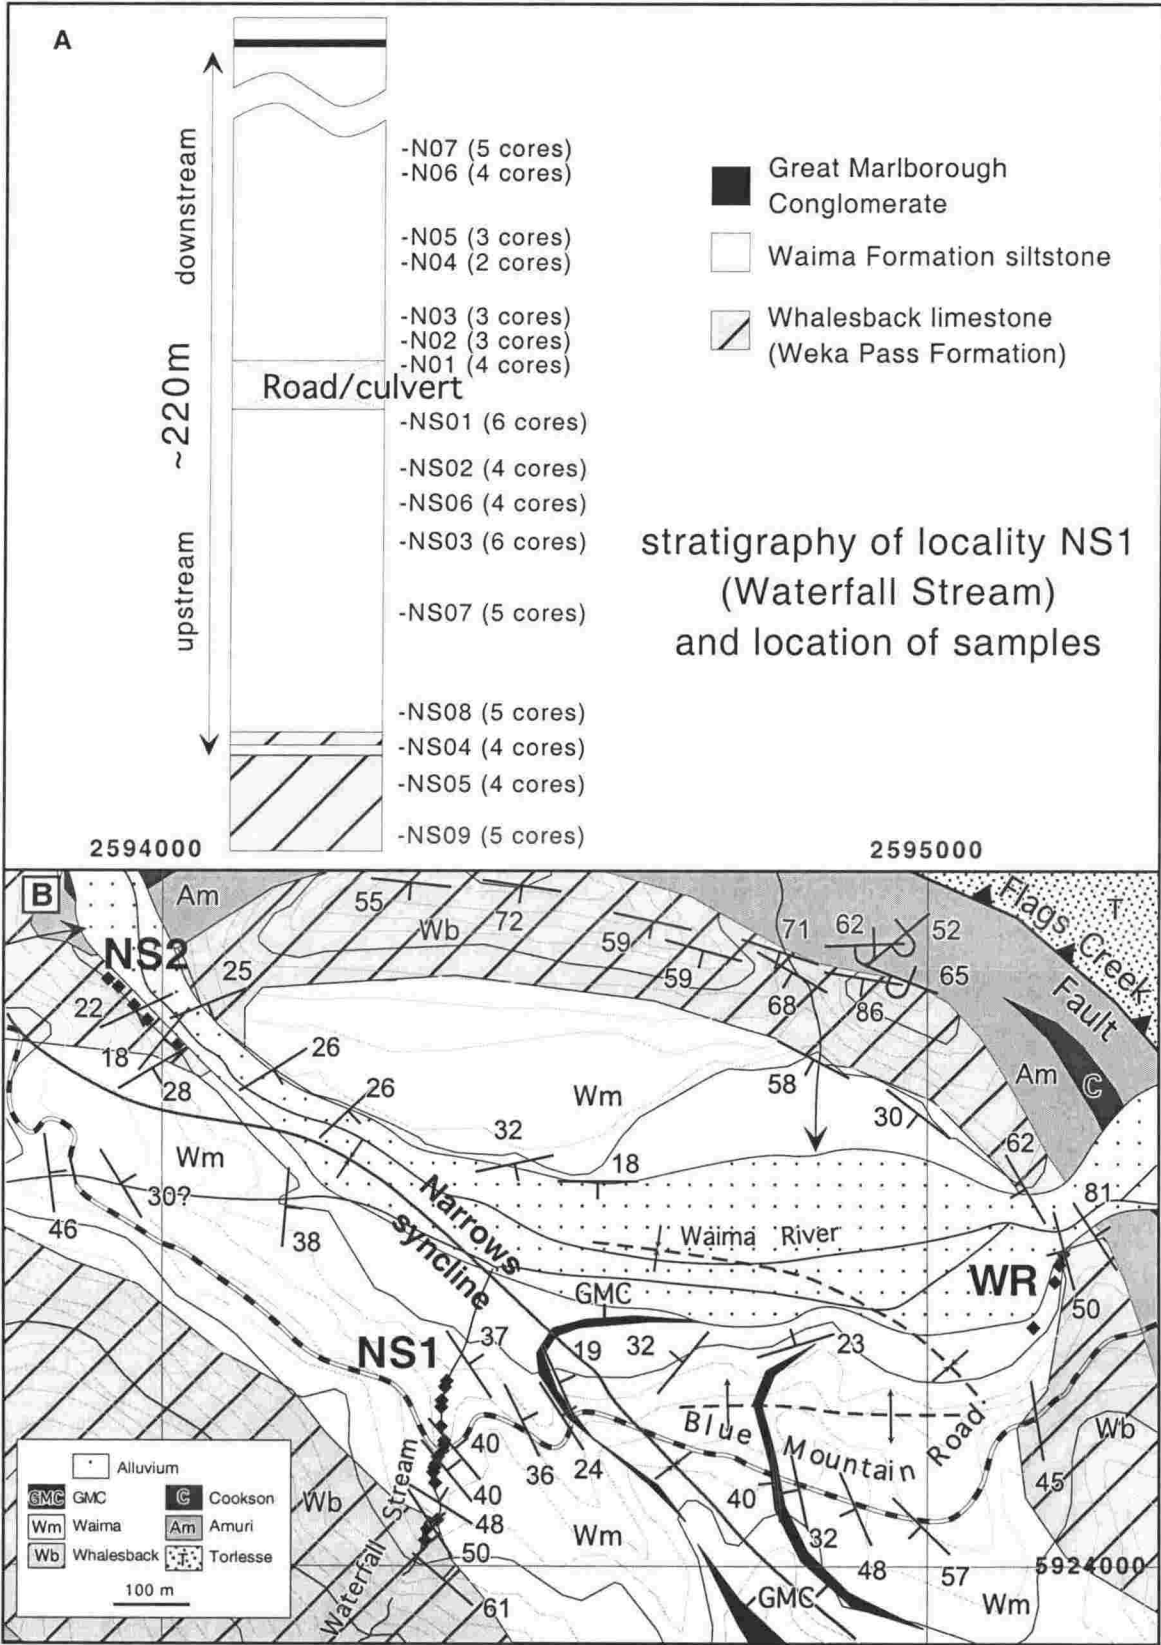 A
downstream
~220m
upstream
-N07 (5 cores)
-N06 (4 cores)
-N05 (3 cores)
-N04 (2 cores)
-N03 (3 cores)
-N02 (3 cores)
-N01 (4 cores)
Road/culvert
-NS01 (6 cores)
-NS02 (4 cores)
-NS06 (4 cores)
-NS03 (6 cores)
-NS07 (5 cores)
-NS08 (5 cores)
-NS04 (4 cores)
-NS05 (4 cores)
-NS09 (5 cores)
Great Marlborough
Conglomerate
Waima Formation siltstone
Whalesback limestone
(Weka Pass Formation)
stratigraphy of locality NS1
(Waterfall Stream)
and location of samples
2594000
2595000
B
Am
55
72
Wb
59
59
71
62
52
65
68
86
Flags Creek
Fault
T
NS2
25
22
18
28
26
26
Wm
58
30
Am
C
62
81
32
18
Wm
30?
46
38
Narrows
syncline
Waima River
GMC
WR
50
37
19
32
23
NS1
40
36
24
Blue Mountain Road
Wb
45
40
48
50
61
Waterfall Stream
Wb
Wm
40
32
48
57
5924000
GMC
Wm
Alluvium
GMC GMC
C Cookson
Wm Waima
Am Amuri
Wb Whalesback
T Torlesse
100 m